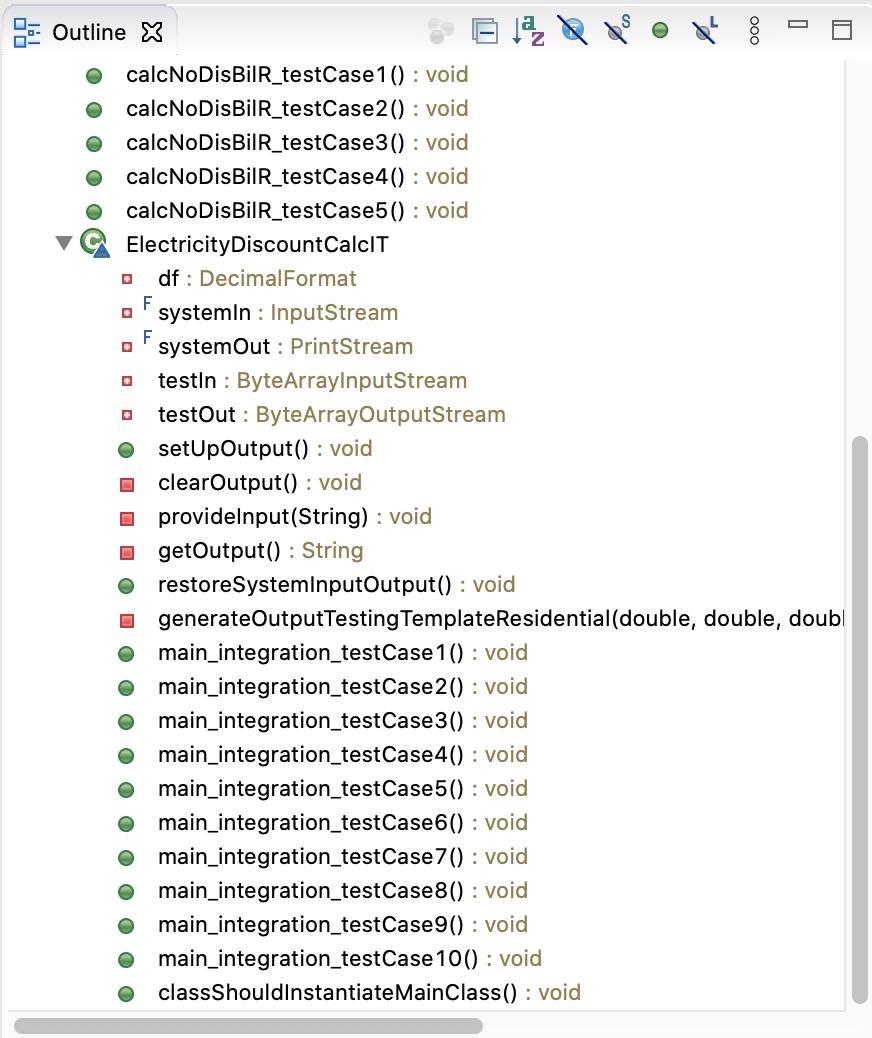 Outline
calcNoDisBilR_testCase1() : void
calcNoDisBilR_testCase2() : void
calcNoDisBilR_testCase3() : void
calcNoDisBilR_testCase4() : void
calcNoDisBilR_testCase5() : void
ElectricityDiscountCalcIT
df : DecimalFormat
F systemIn : InputStream
F systemOut : PrintStream
testIn : ByteArrayInputStream
testOut : ByteArrayOutputStream
setUpOutput() : void
clearOutput() : void
provideInput(String) : void
getOutput() : String
restoreSystemInputOutput() : void
generateOutputTestingTemplateResidential(double, double, doubl
main_integration_testCase1() : void
main_integration_testCase2() : void
main_integration_testCase3() : void
main_integration_testCase4() : void
main_integration_testCase5() : void
main_integration_testCase6() : void
main_integration_testCase7() : void
main_integration_testCase8() : void
main_integration_testCase9() : void
main_integration_testCase10() : void
classShouldInstantiateMainClass() : void